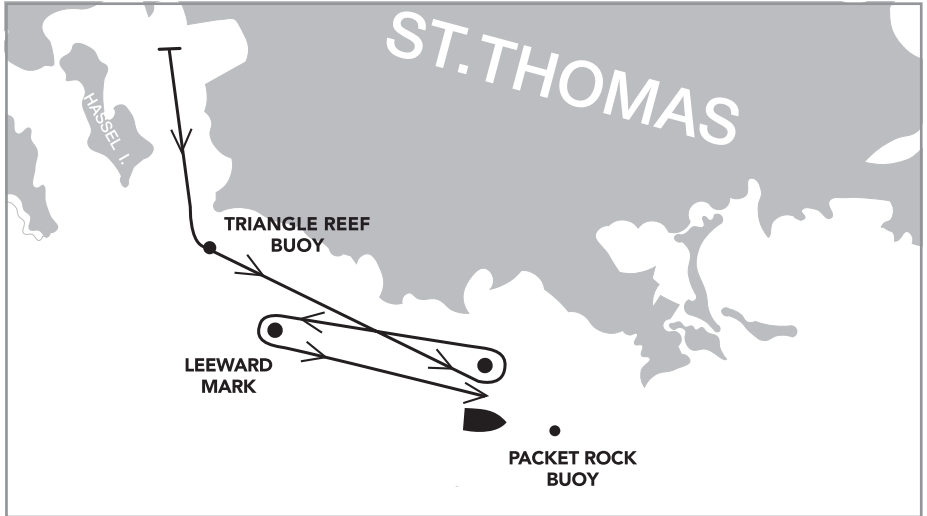 ST.THOMAS
HASSEL I.
TRIANGLE REEF
BUOY
LEEWARD
MARK
PACKET ROCK
BUOY